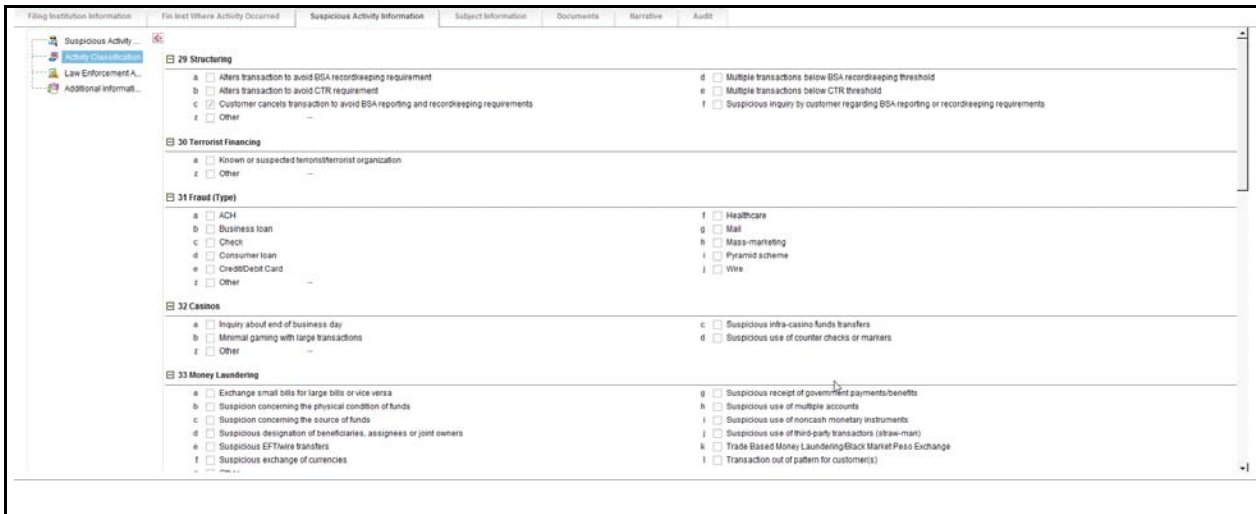 Filing Institution Information Fin Inst Where Activity Occurred Suspicious Activity Information Subject Information Documents Narrative Audit
Suspicious Activity ...
Activity Classification
Law Enforcement A...
Additional Informati...
29 Structuring
a Alters transaction to avoid BSA recordkeeping requirement
b Alters transaction to avoid CTR requirement
c Customer cancels transaction to avoid BSA reporting and recordkeeping requirements
z Other --
d Multiple transactions below BSA recordkeeping threshold
e Multiple transactions below CTR threshold
f Suspicious inquiry by customer regarding BSA reporting or recordkeeping requirements
30 Terrorist Financing
a Known or suspected terrorist/terrorist organization
z Other --
31 Fraud (Type)
a ACH
b Business loan
c Check
d Consumer loan
e Credit/Debit Card
z Other --
f Healthcare
g Mail
h Mass-marketing
i Pyramid scheme
j Wire
32 Casinos
a Inquiry about end of business day
b Minimal gaming with large transactions
z Other --
c Suspicious intra-casino funds transfers
d Suspicious use of counter checks or markers
33 Money Laundering
a Exchange small bills for large bills or vice versa
b Suspicion concerning the physical condition of funds
c Suspicion concerning the source of funds
d Suspicious designation of beneficiaries, assignees or joint owners
e Suspicious EFT/wire transfers
f Suspicious exchange of currencies
g Suspicious receipt of government payments/benefits
h Suspicious use of multiple accounts
i Suspicious use of noncash monetary instruments
j Suspicious use of third-party transactors (straw-man)
k Trade Based Money Laundering/Black Market Peso Exchange
l Transaction out of pattern for customer(s)